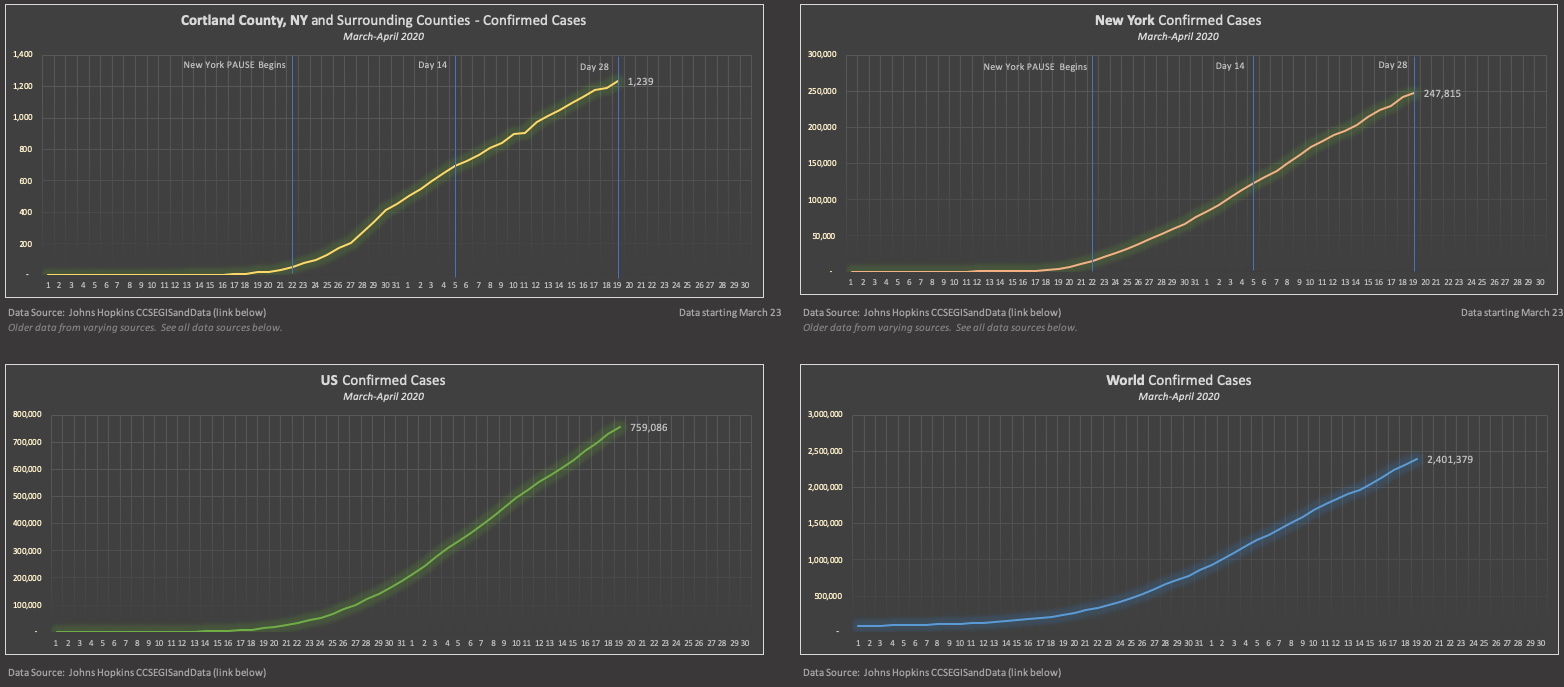 Cortland County, NY and Surrounding Counties - Confirmed Cases
March-April 2020
1,400
1,200
1,000
800
600
400
200
-
New York PAUSE Begins
Day 14
Day 28
1,239
1 2 3 4 5 6 7 8 9 10 11 12 13 14 15 16 17 18 19 20 21 22 23 24 25 26 27 28 29 30 31 1 2 3 4 5 6 7 8 9 10 11 12 13 14 15 16 17 18 19 20 21 22 23 24 25 26 27 28 29 30
Data Source: Johns Hopkins CCSEGISandData (link below)
Data starting March 23
Older data from varying sources. See all data sources below.
New York Confirmed Cases
March-April 2020
300,000
250,000
200,000
150,000
100,000
50,000
-
New York PAUSE Begins
Day 14
Day 28
247,815
1 2 3 4 5 6 7 8 9 10 11 12 13 14 15 16 17 18 19 20 21 22 23 24 25 26 27 28 29 30 31 1 2 3 4 5 6 7 8 9 10 11 12 13 14 15 16 17 18 19 20 21 22 23 24 25 26 27 28 29 30
Data Source: Johns Hopkins CCSEGISandData (link below)
Data starting March 23
Older data from varying sources. See all data sources below.
US Confirmed Cases
March-April 2020
800,000
700,000
600,000
500,000
400,000
300,000
200,000
100,000
-
759,086
1 2 3 4 5 6 7 8 9 10 11 12 13 14 15 16 17 18 19 20 21 22 23 24 25 26 27 28 29 30 31 1 2 3 4 5 6 7 8 9 10 11 12 13 14 15 16 17 18 19 20 21 22 23 24 25 26 27 28 29 30
Data Source: Johns Hopkins CCSEGISandData (link below)
World Confirmed Cases
March-April 2020
3,000,000
2,500,000
2,000,000
1,500,000
1,000,000
500,000
-
2,401,379
1 2 3 4 5 6 7 8 9 10 11 12 13 14 15 16 17 18 19 20 21 22 23 24 25 26 27 28 29 30 31 1 2 3 4 5 6 7 8 9 10 11 12 13 14 15 16 17 18 19 20 21 22 23 24 25 26 27 28 29 30
Data Source: Johns Hopkins CCSEGISandData (link below)